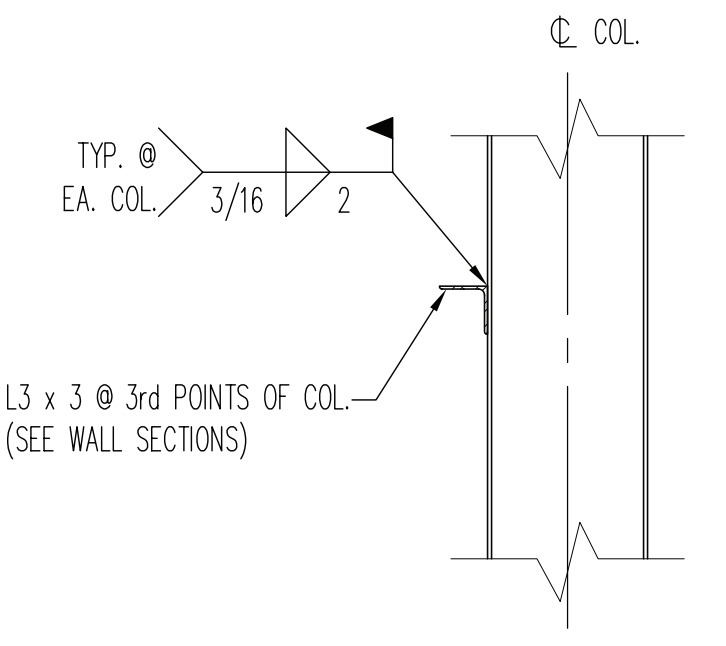 ℄ COL.
TYP. @
EA. COL.
3/16
2
L3 x 3 @ 3rd POINTS OF COL.
(SEE WALL SECTIONS)